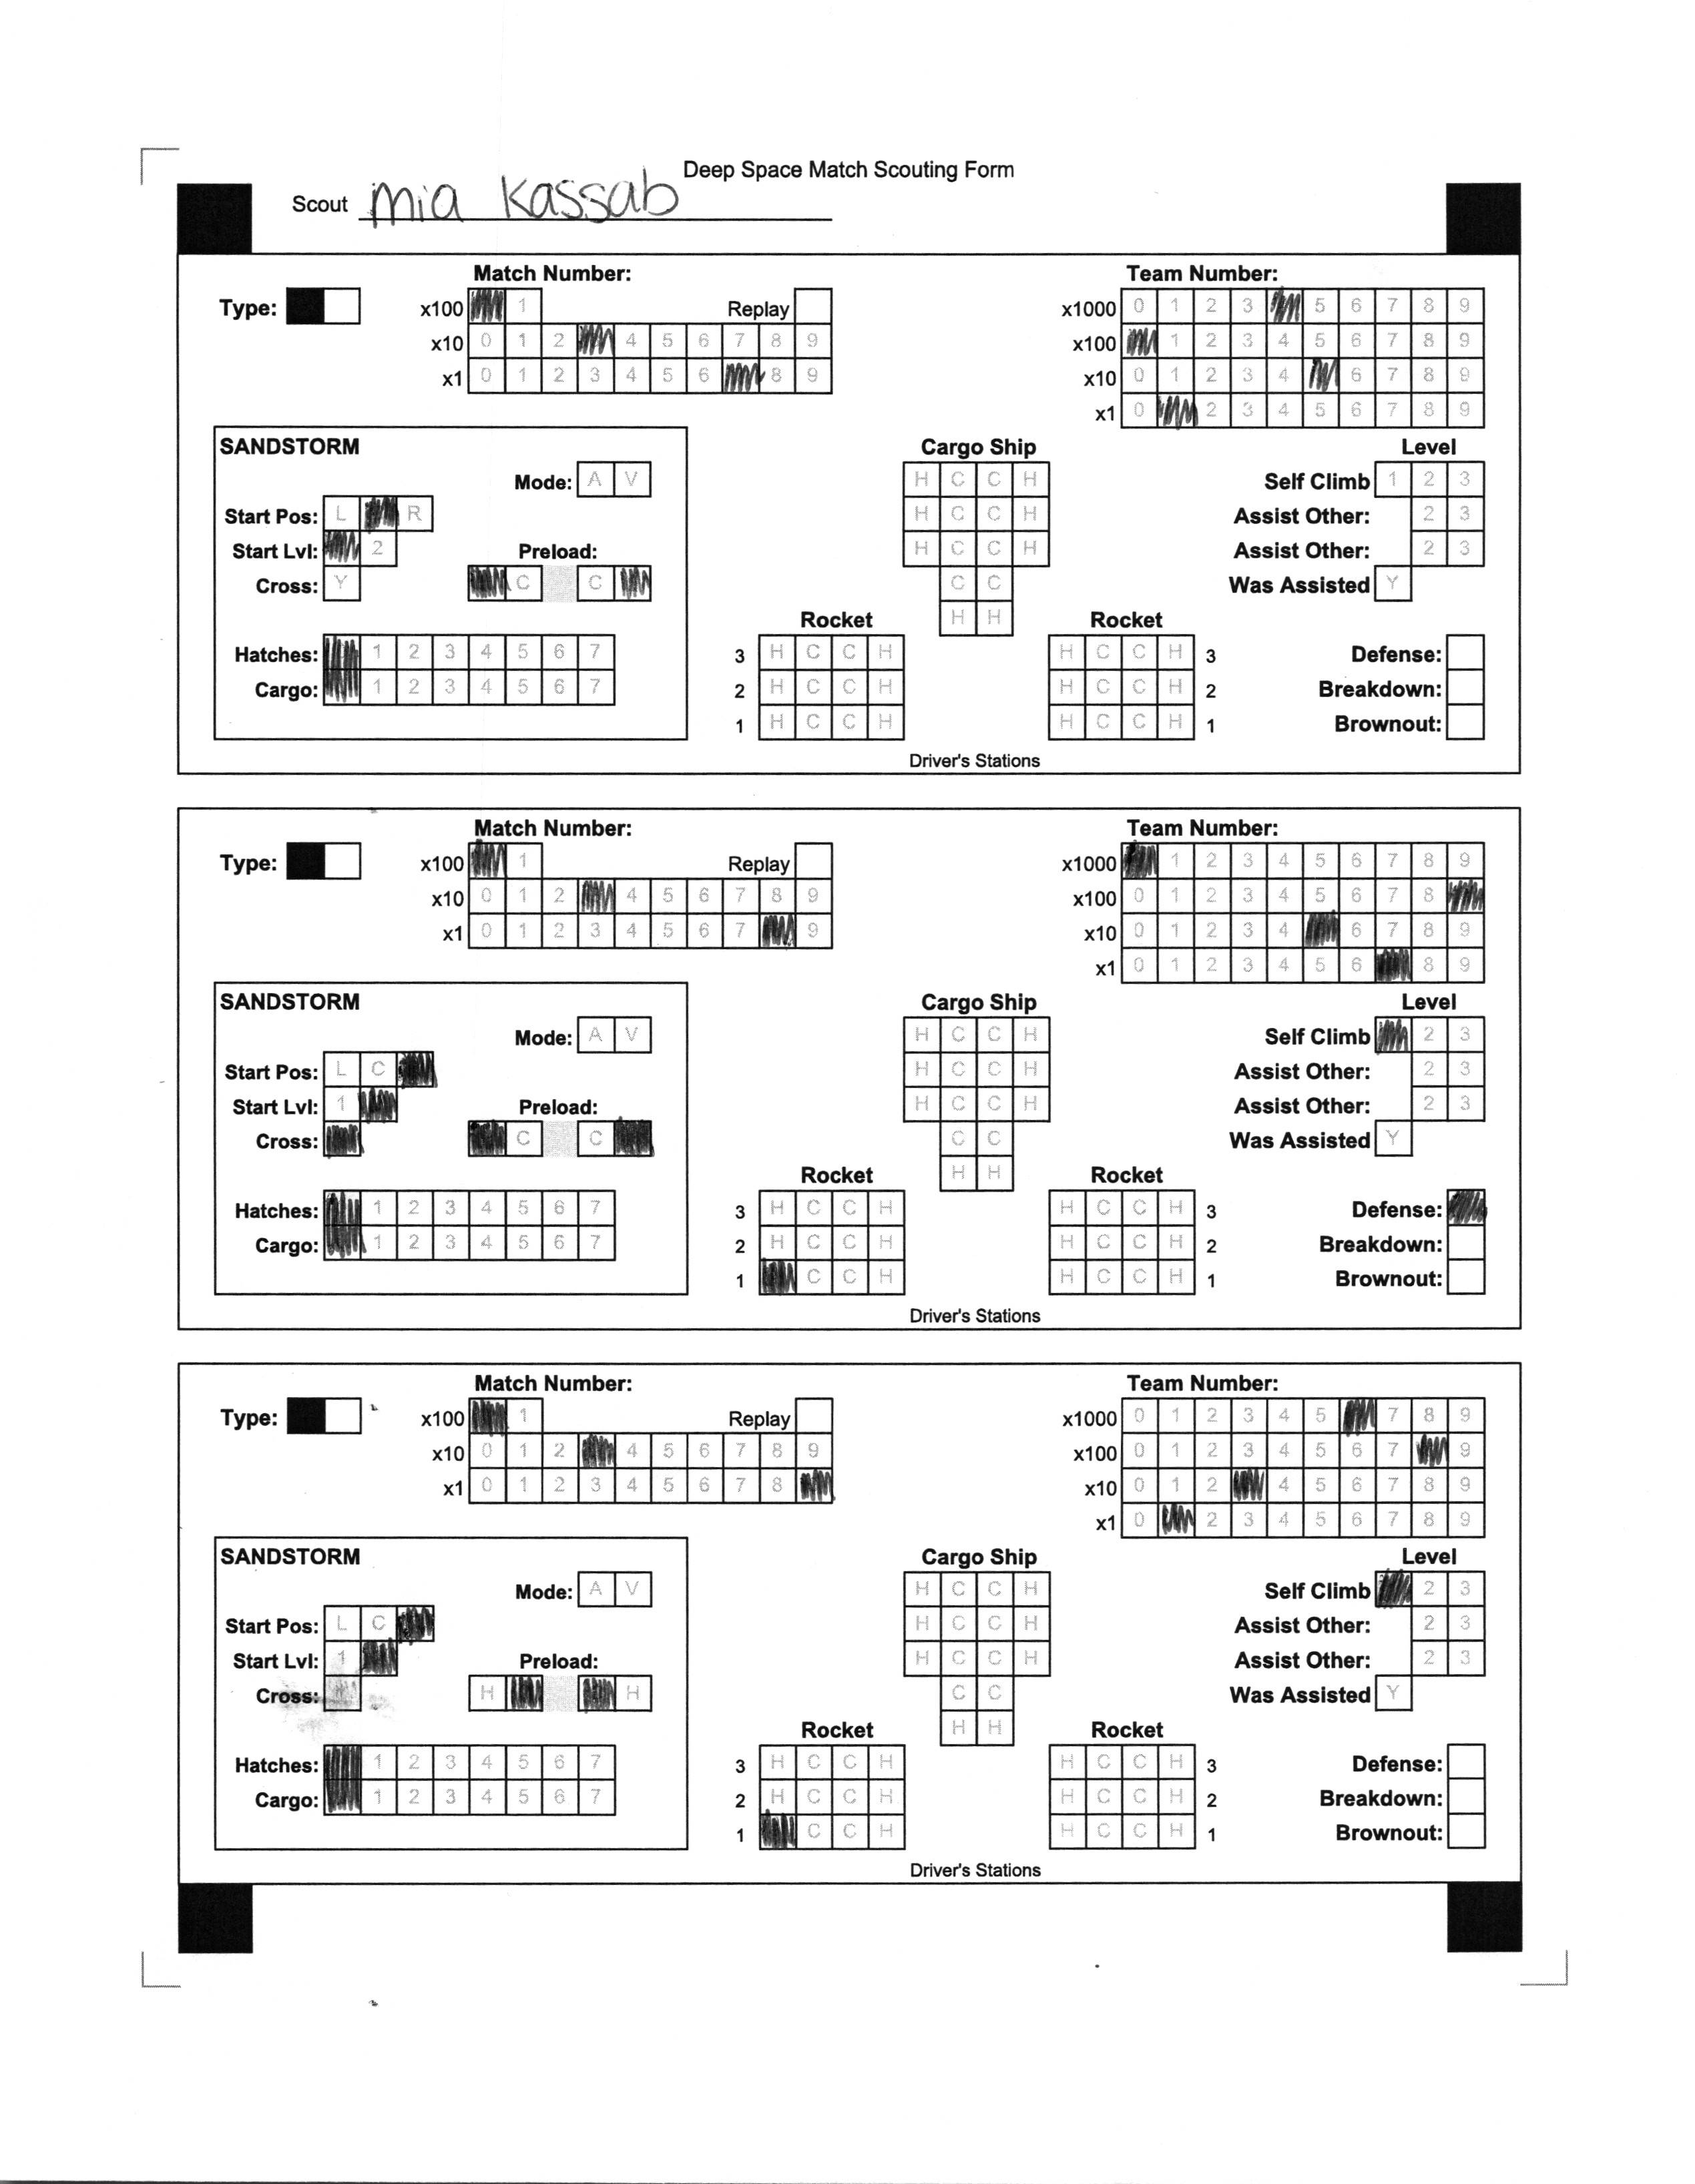 Deep Space Match Scouting Form
Scout Mia Kassab
Match Number: Team Number:
Type: x100 1 Replay x1000 0 1 2 3 5 6 7 8 9
x10 0 1 2 4 5 6 7 8 9 x100 1 2 3 4 5 6 7 8 9
x1 0 1 2 3 4 5 6 8 9 x10 0 1 2 3 4 6 7 8 9
x1 0 2 3 4 5 6 7 8 9
SANDSTORM Cargo Ship Level
Mode: A V H C C H Self Climb 1 2 3
Start Pos: L R H C C H Assist Other: 2 3
Start Lvl: 2 Preload: H C C H Assist Other: 2 3
Cross: Y C C C C Was Assisted Y
Rocket H H Rocket
Hatches: 1 2 3 4 5 6 7 3 H C C H H C C H 3 Defense:
Cargo: 1 2 3 4 5 6 7 2 H C C H H C C H 2 Breakdown:
1 H C C H H C C H 1 Brownout:
Driver's Stations
Match Number: Team Number:
Type: x100 1 Replay x1000 1 2 3 4 5 6 7 8 9
x10 0 1 2 4 5 6 7 8 9 x100 0 1 2 3 4 5 6 7 8
x1 0 1 2 3 4 5 6 7 9 x10 0 1 2 3 4 6 7 8 9
x1 0 1 2 3 4 5 6 8 9
SANDSTORM Cargo Ship Level
Mode: A V H C C H Self Climb 2 3
Start Pos: L C H C C H Assist Other: 2 3
Start Lvl: 1 Preload: H C C H Assist Other: 2 3
Cross: C C C C Was Assisted Y
Rocket H H Rocket
Hatches: 1 2 3 4 5 6 7 3 H C C H H C C H 3 Defense:
Cargo: 1 2 3 4 5 6 7 2 H C C H H C C H 2 Breakdown:
1 C C H H C C H 1 Brownout:
Driver's Stations
Match Number: Team Number:
Type: x100 1 Replay x1000 0 1 2 3 4 5 7 8 9
x10 0 1 2 4 5 6 7 8 9 x100 0 1 2 3 4 5 6 7 9
x1 0 1 2 3 4 5 6 7 8 x10 0 1 2 4 5 6 7 8 9
x1 0 2 3 4 5 6 7 8 9
SANDSTORM Cargo Ship Level
Mode: A V H C C H Self Climb 2 3
Start Pos: L C H C C H Assist Other: 2 3
Start Lvl: 1 Preload: H C C H Assist Other: 2 3
Cross: H H C C Was Assisted Y
Rocket H H Rocket
Hatches: 1 2 3 4 5 6 7 3 H C C H H C C H 3 Defense:
Cargo: 1 2 3 4 5 6 7 2 H C C H H C C H 2 Breakdown:
1 C C H H C C H 1 Brownout:
Driver's Stations